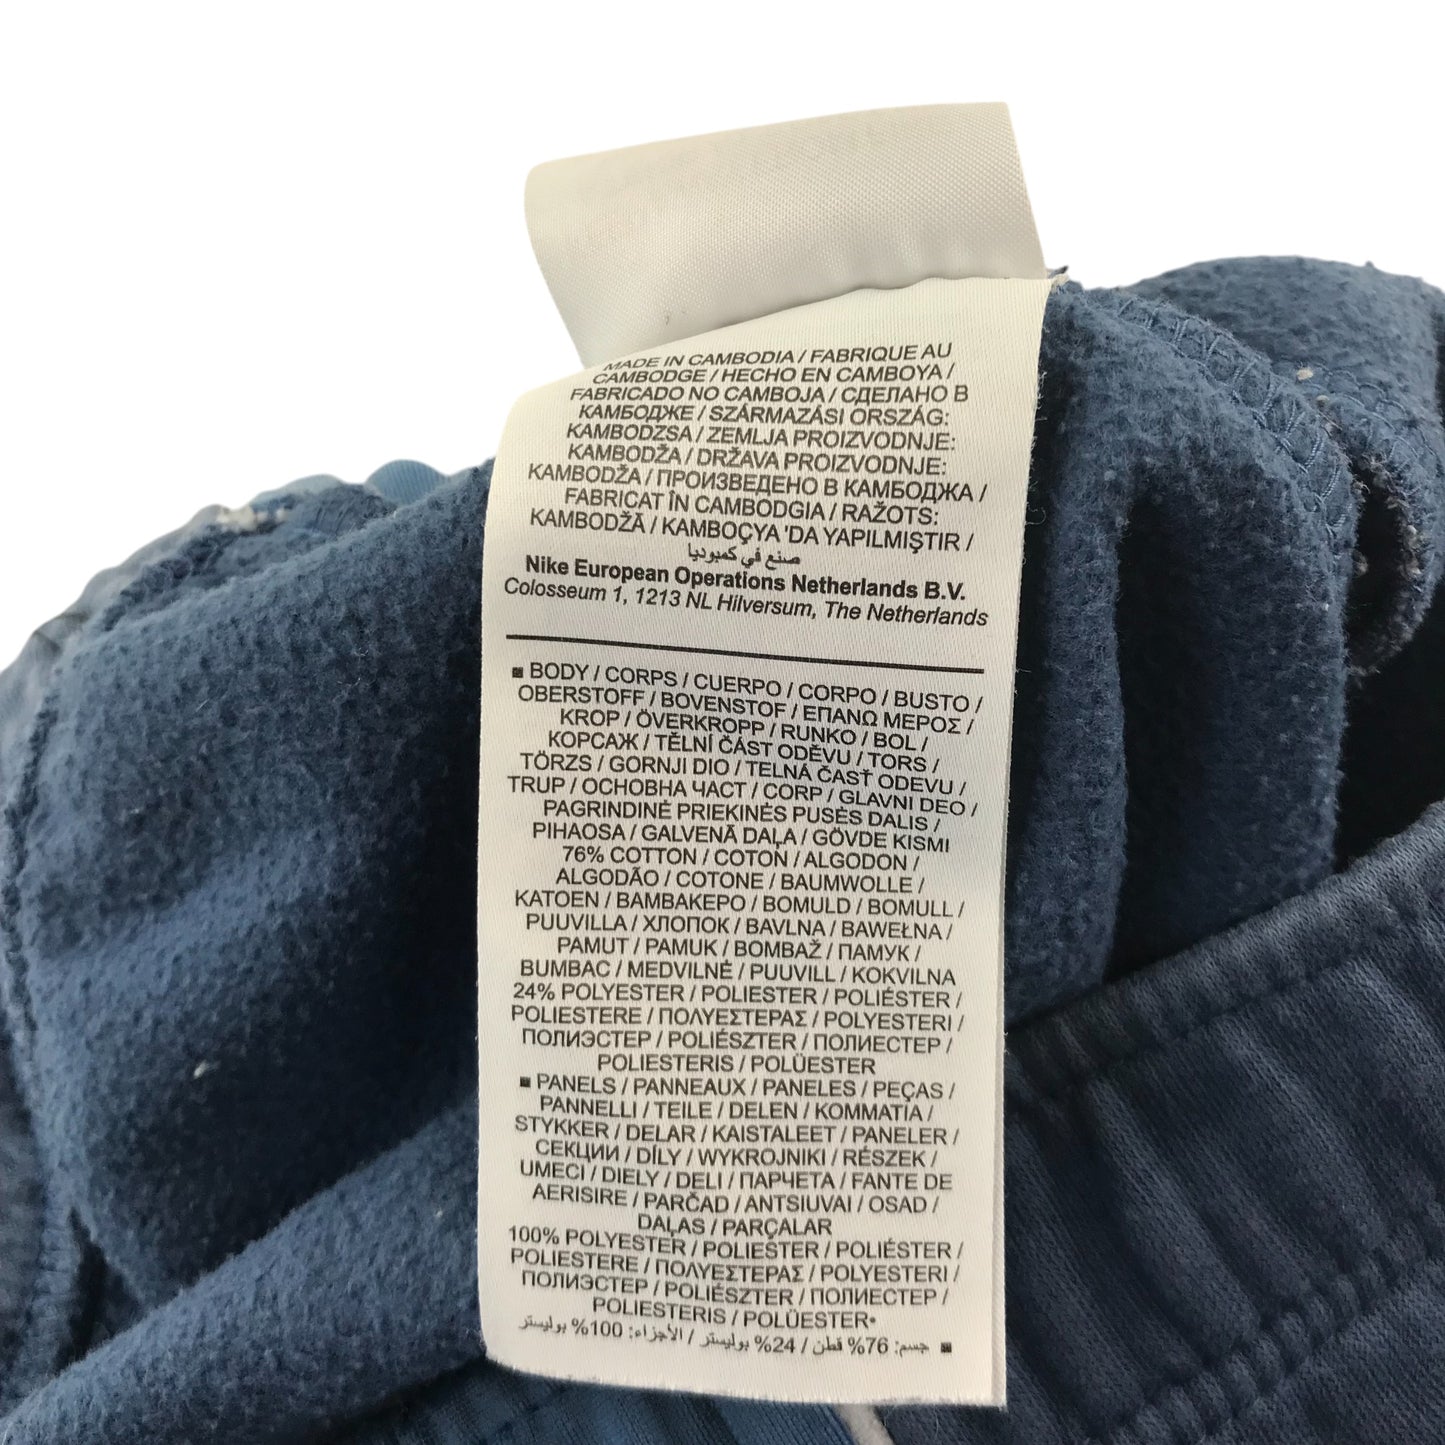 MADE IN CAMBODIA / FABRIQUE AU
CAMBODGE / HECHO EN CAMBOYA /
FABRICADO NO CAMBOJA / СДЕЛАНО В
КАМБОДЖЕ / SZÁRMAZÁSI ORSZÁG:
KAMBODZSA / ZEMLJA PROIZVODNJE:
KAMBODŽA / DRŽAVA PROIZVODNJE:
KAMBODŽA / ПРОИЗВЕДЕНО В КАМБОДЖА /
FABRICAT ÎN CAMBODGIA / RAŽOTS:
KAMBODŽĀ / KAMBOÇYA 'DA YAPILMIŞTIR /
صنع في كمبوديا
Nike European Operations Netherlands B.V.
Colosseum 1, 1213 NL Hilversum, The Netherlands
■ BODY / CORPS / CUERPO / CORPO / BUSTO /
OBERSTOFF / BOVENSTOF / ΕΠΑΝΩ ΜΕΡΟΣ /
KROP / ÖVERKROPP / RUNKO / BOL /
КОРСАЖ / TĚLNÍ ČÁST ODĚVU / TORS /
TÖRZS / GORNJI DIO / TELNÁ ČASŤ ODEVU /
TRUP / ОСНОВНА ЧАСТ / CORP / GLAVNI DEO /
PAGRINDINĖ PRIEKINĖS PUSĖS DALIS /
PIHAOSA / GALVENĀ DAĻA / GÖVDE KISMI
76% COTTON / COTON / ALGODON /
ALGODÃO / COTONE / BAUMWOLLE /
KATOEN / ΒΑΜΒΑΚΕΡΟ / BOMULD / BOMULL /
PUUVILLA / ХЛОПОК / BAVLNA / BAWEŁNA /
PAMUT / PAMUK / BOMBAŽ / ПАМУК /
BUMBAC / MEDVILNĖ / PUUVILL / KOKVILNA
24% POLYESTER / POLIESTER / POLIÉSTER /
POLIESTERE / ΠΟΛΥΕΣΤΕΡΑΣ / POLYESTERI /
ПОЛИЭСТЕР / POLIÉSZTER / ПОЛИЕСТЕР /
POLIESTERIS / POLÜESTER
■ PANELS / PANNEAUX / PANELES / PEÇAS /
PANNELLI / TEILE / DELEN / ΚΟΜΜΑΤΙΑ /
STYKKER / DELAR / KAISTALEET / PANELER /
СЕКЦИИ / DÍLY / WYKROJNIKI / RÉSZEK /
UMECI / DIELY / DELI / ПАРЧЕТА / FANTE DE
AERISIRE / PARČAD / ANTSIUVAI / OSAD /
DAĻAS / PARÇALAR
100% POLYESTER / POLIESTER / POLIÉSTER /
POLIESTERE / ΠΟΛΥΕΣΤΕΡΑΣ / POLYESTERI /
ПОЛИЭСТЕР / POLIÉSZTER / ПОЛИЕСТЕР /
POLIESTERIS / POLÜESTER•
■ جسم: 76% قطن / 24% بوليستر / الأجزاء: 100% بوليستر